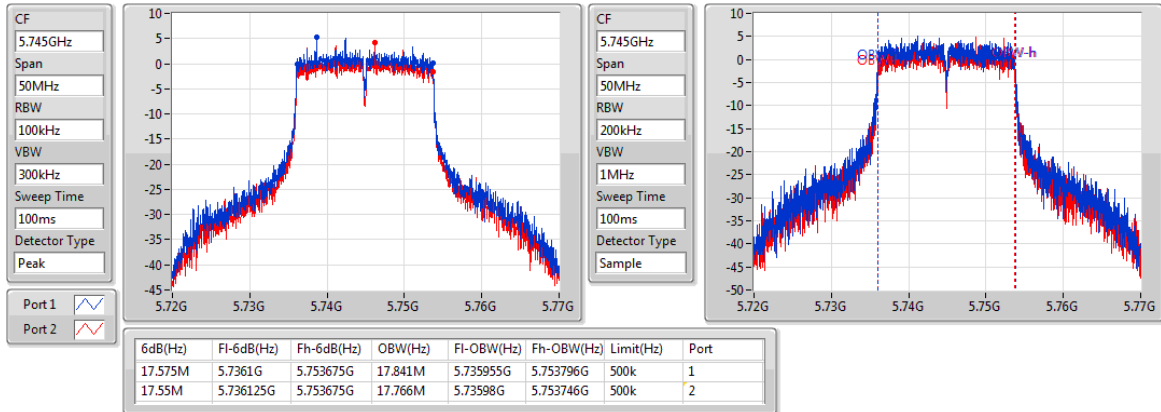 CF
5.745GHz
Span
50MHz
RBW
100kHz
VBW
300kHz
Sweep Time
100ms
Detector Type
Peak
Port 1
Port 2
10
5
0
-5
-10
-15
-20
-25
-30
-35
-40
-45
5.72G 5.73G 5.74G 5.75G 5.76G 5.77G
CF
5.745GHz
Span
50MHz
RBW
200kHz
VBW
1MHz
Sweep Time
100ms
Detector Type
Sample
10
5
0
-5
-10
-15
-20
-25
-30
-35
-40
-45
-50
5.72G 5.73G 5.74G 5.75G 5.76G 5.77G
6dB(Hz) Fl-6dB(Hz) Fh-6dB(Hz) OBW(Hz) Fl-OBW(Hz) Fh-OBW(Hz) Limit(Hz) Port
17.575M 5.7361G 5.753675G 17.841M 5.735955G 5.753796G 500k 1
17.55M 5.736125G 5.753675G 17.766M 5.73598G 5.753746G 500k 2